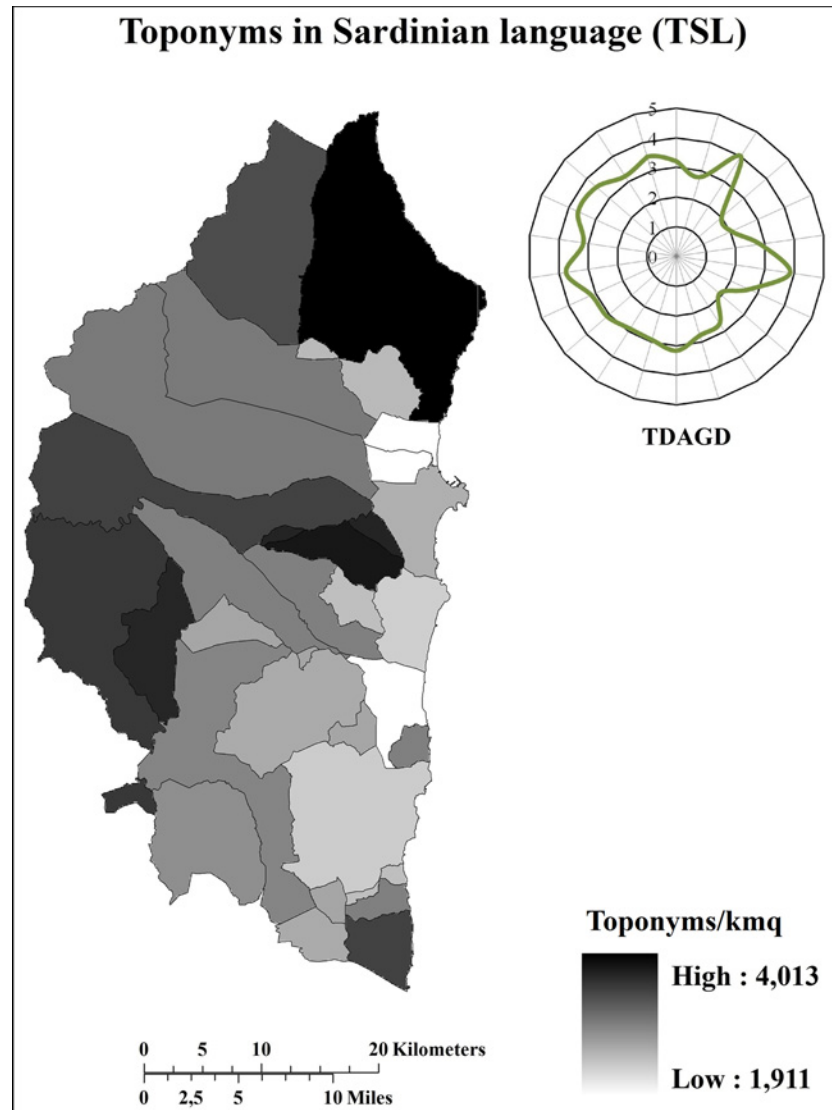 Toponyms in Sardinian language (TSL)
5
4
3
2
1
0
TDAGD
Toponyms/kmq
High : 4,013
Low : 1,911
0 5 10 20 Kilometers
0 2,5 5 10 Miles